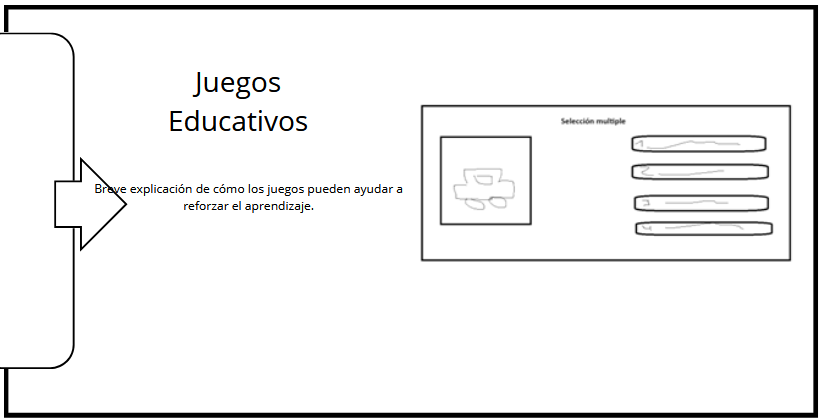 Juegos
Educativos
Breve explicación de cómo los juegos pueden ayudar a
reforzar el aprendizaje.
Selección multiple
1
2
3
4